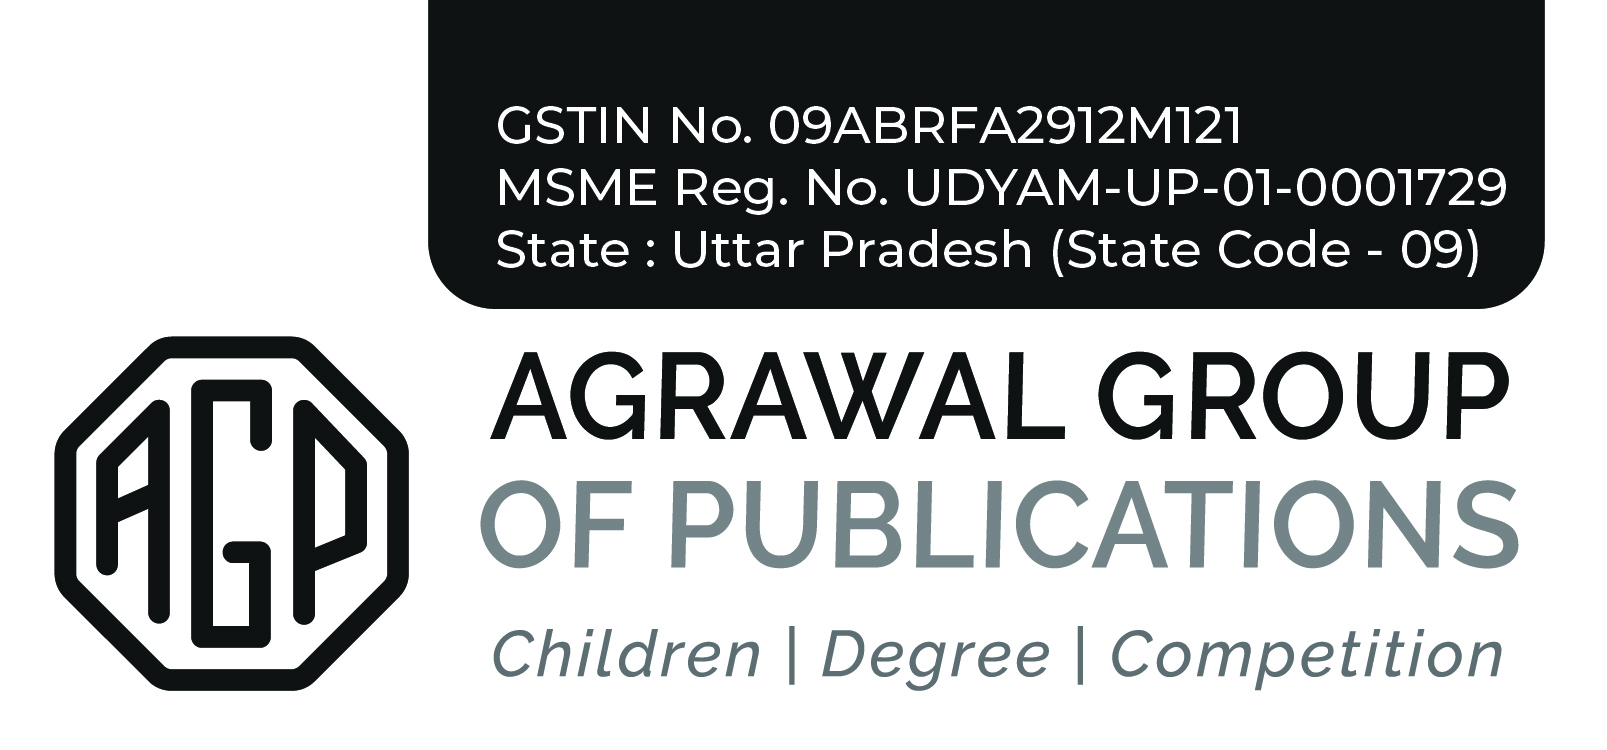 GSTIN No. 09ABRFA2912M121
MSME Reg. No. UDYAM-UP-01-0001729
State : Uttar Pradesh (State Code - 09)
AGP
AGRAWAL GROUP
OF PUBLICATIONS
Children | Degree | Competition